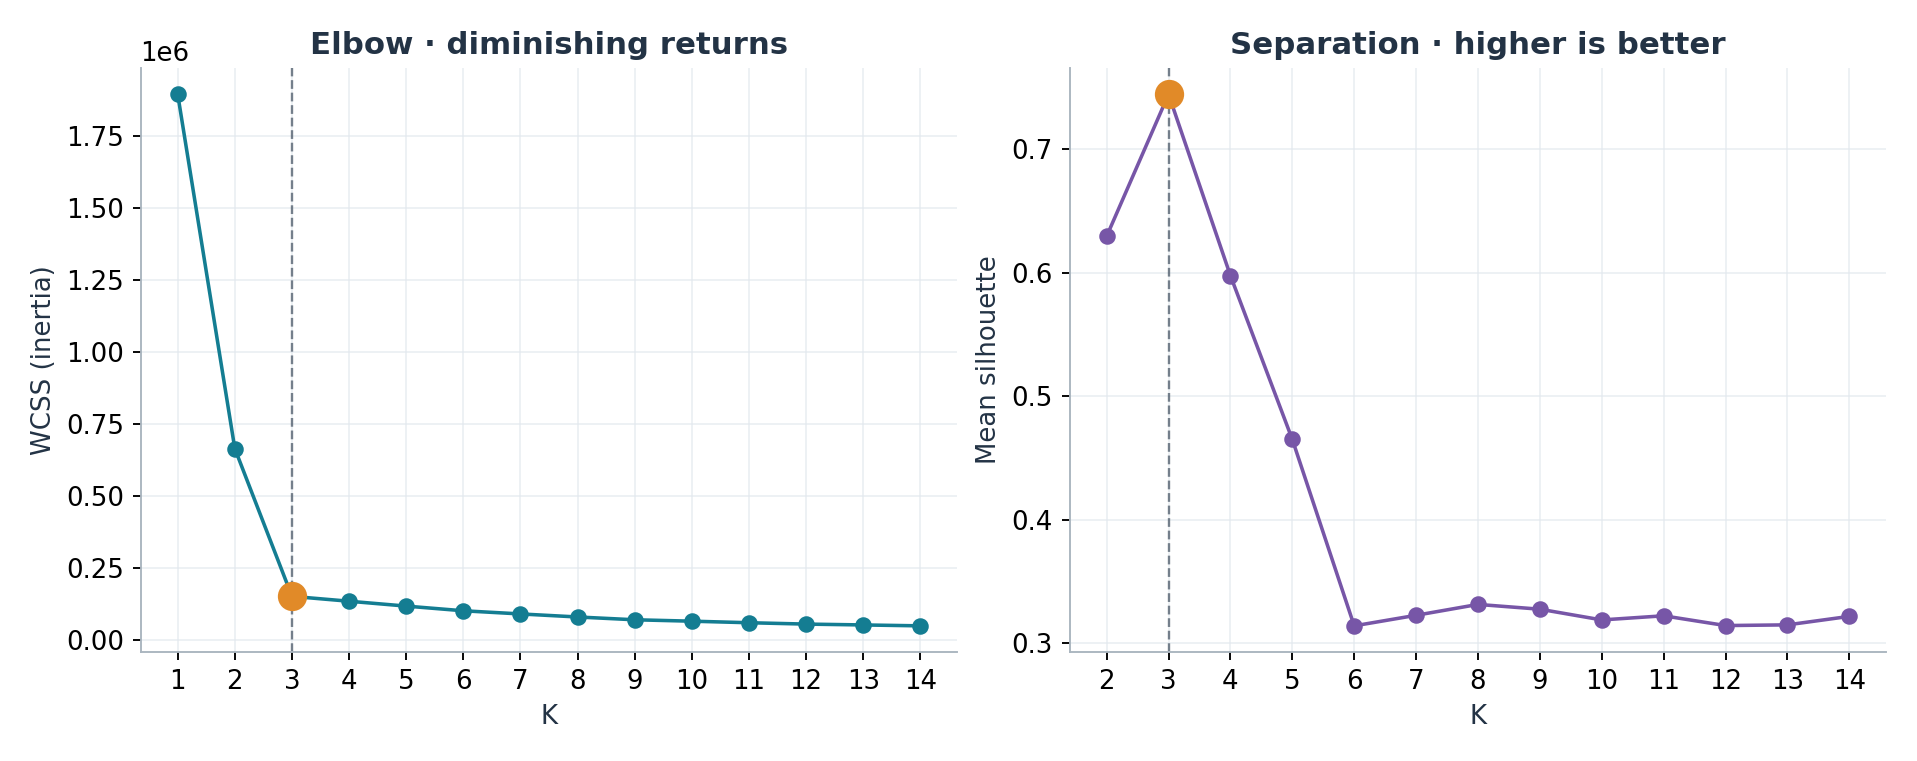 Elbow · diminishing returns
1e6
WCSS (inertia)
1.75
1.50
1.25
1.00
0.75
0.50
0.25
0.00
1 2 3 4 5 6 7 8 9 10 11 12 13 14
K
Separation · higher is better
Mean silhouette
0.7
0.6
0.5
0.4
0.3
2 3 4 5 6 7 8 9 10 11 12 13 14
K